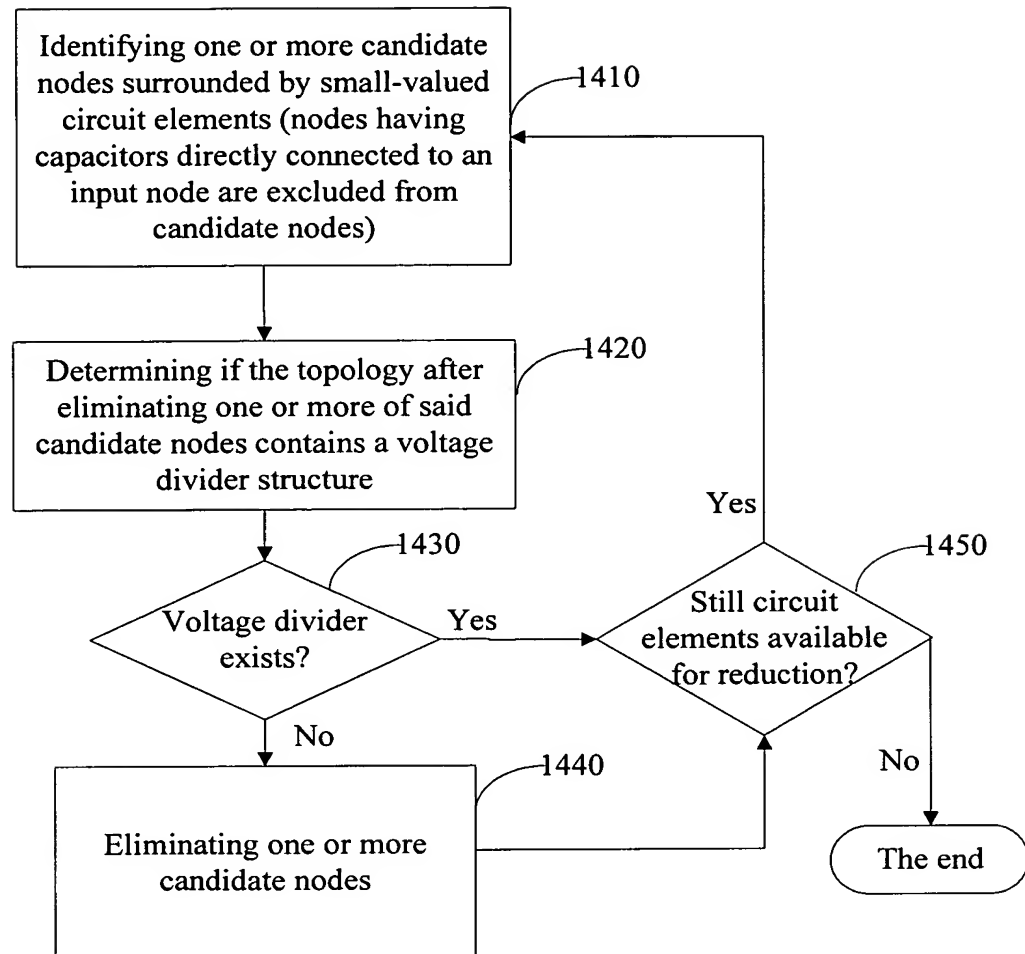 Identifying one or more candidate
nodes surrounded by small-valued
circuit elements (nodes having
capacitors directly connected to an
input node are excluded from
candidate nodes)
1410
Determining if the topology after
eliminating one or more of said
candidate nodes contains a voltage
divider structure
1420
Voltage divider
exists?
1430
Yes
No
Still circuit
elements available
for reduction?
1450
Yes
No
Eliminating one or more
candidate nodes
1440
The end